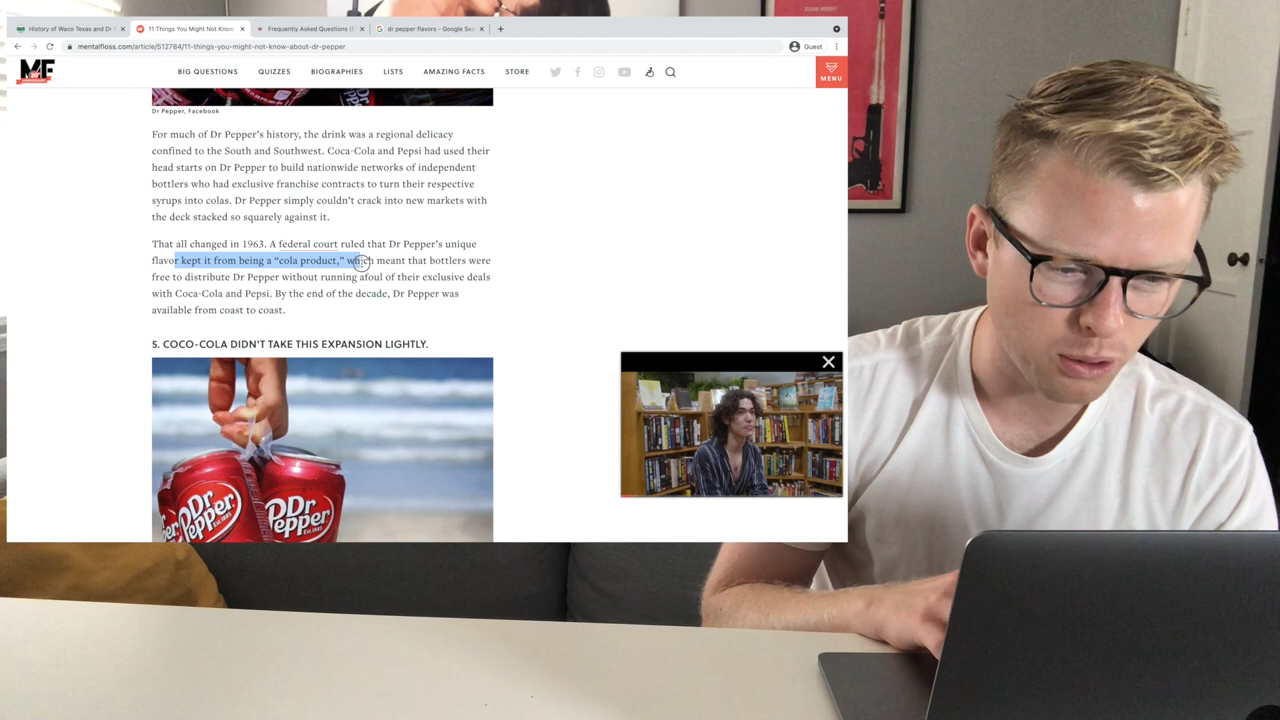 History of Waco Texas and Dr
11 Things You Might Not Know
Frequently Asked Questions (
dr pepper flavors - Google Sea
mentalfloss.com/article/512784/11-things-you-might-not-know-about-dr-pepper
Guest
MF
BIG QUESTIONS QUIZZES BIOGRAPHIES LISTS AMAZING FACTS STORE
MENU
Dr Pepper, Facebook
For much of Dr Pepper's history, the drink was a regional delicacy
confined to the South and Southwest. Coca-Cola and Pepsi had used their
head starts on Dr Pepper to build nationwide networks of independent
bottlers who had exclusive franchise contracts to turn their respective
syrups into colas. Dr Pepper simply couldn't crack into new markets with
the deck stacked so squarely against it.
That all changed in 1963. A federal court ruled that Dr Pepper's unique
flavor kept it from being a “cola product,” which meant that bottlers were
free to distribute Dr Pepper without running afoul of their exclusive deals
with Coca-Cola and Pepsi. By the end of the decade, Dr Pepper was
available from coast to coast.
5. COCO-COLA DIDN'T TAKE THIS EXPANSION LIGHTLY.
Dr Pepper
Dr Pepper